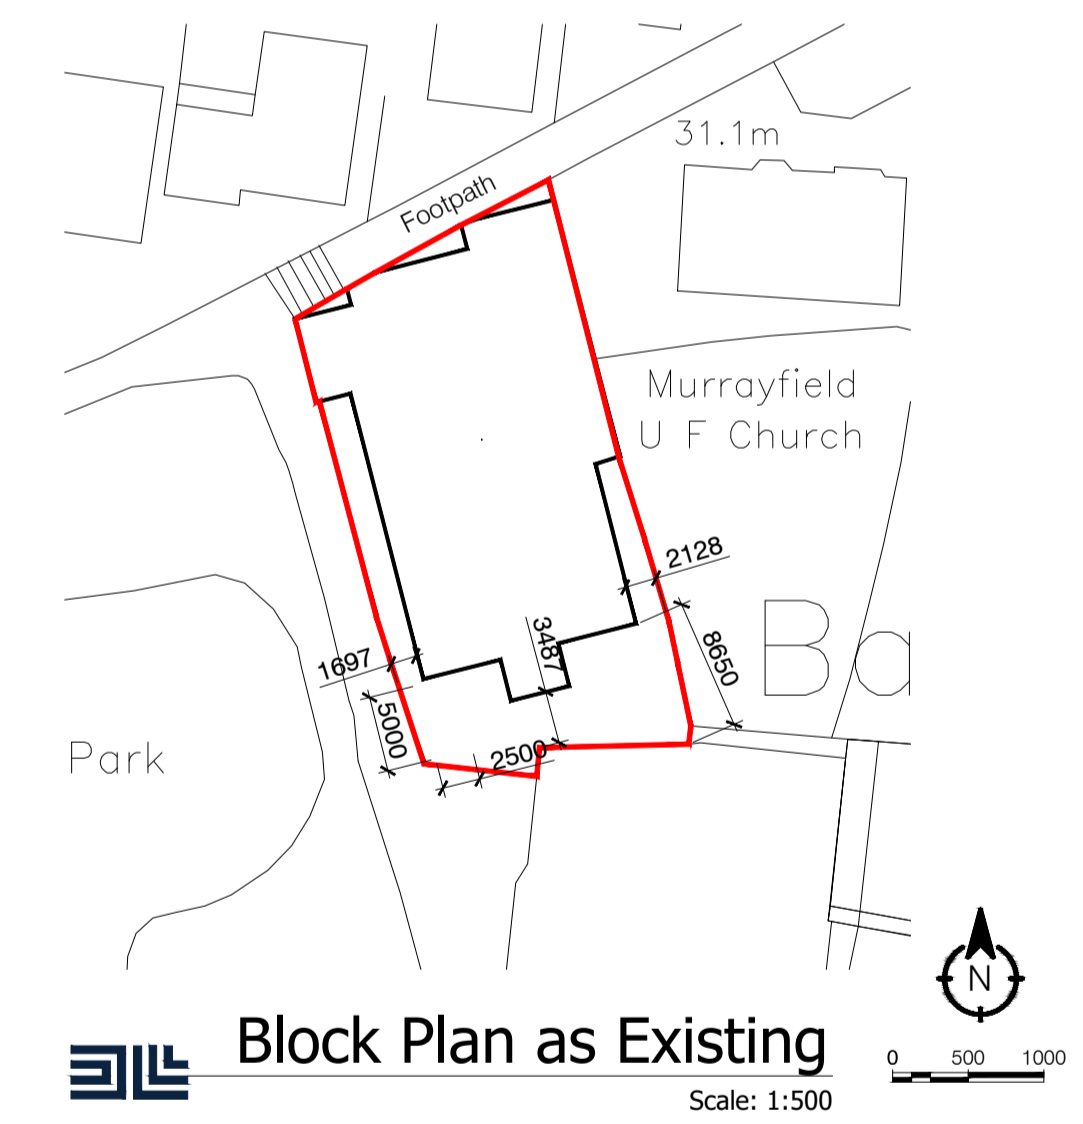 31.1m
Footpath
Murrayfield
U F Church
2128
3487
8650
1697
5000
2500
Park
Bo
N
Block Plan as Existing
Scale: 1:500
0 500 1000